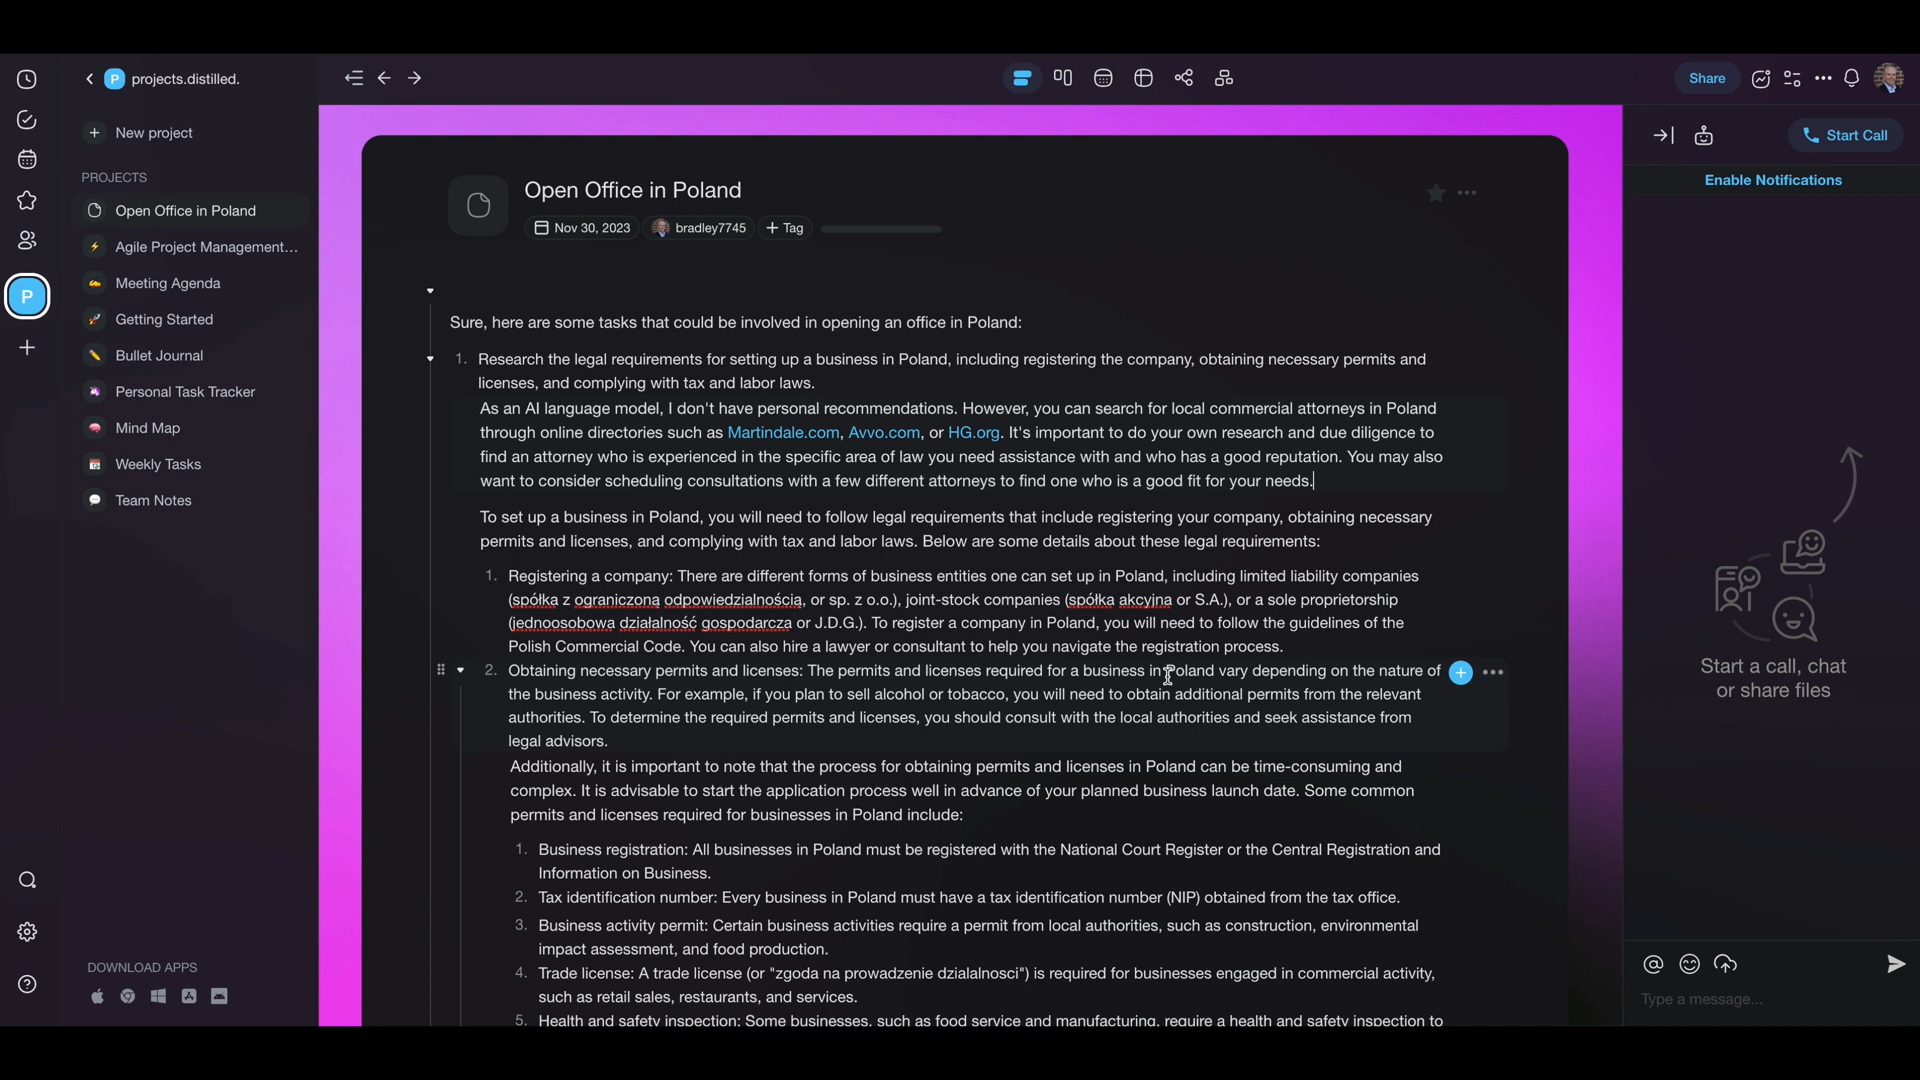 projects.distilled.
Share
New project
PROJECTS
Open Office in Poland
Agile Project Management...
Meeting Agenda
Getting Started
Bullet Journal
Personal Task Tracker
Mind Map
Weekly Tasks
Team Notes
DOWNLOAD APPS
P
P
Open Office in Poland
Nov 30, 2023
bradley7745
+ Tag
Sure, here are some tasks that could be involved in opening an office in Poland:
1. Research the legal requirements for setting up a business in Poland, including registering the company, obtaining necessary permits and
licenses, and complying with tax and labor laws.
As an AI language model, I don't have personal recommendations. However, you can search for local commercial attorneys in Poland
through online directories such as Martindale.com, Avvo.com, or HG.org. It's important to do your own research and due diligence to
find an attorney who is experienced in the specific area of law you need assistance with and who has a good reputation. You may also
want to consider scheduling consultations with a few different attorneys to find one who is a good fit for your needs.
To set up a business in Poland, you will need to follow legal requirements that include registering your company, obtaining necessary
permits and licenses, and complying with tax and labor laws. Below are some details about these legal requirements:
1. Registering a company: There are different forms of business entities one can set up in Poland, including limited liability companies
(spółka z ograniczoną odpowiedzialnością, or sp. z o.o.), joint-stock companies (spółka akcyjna or S.A.), or a sole proprietorship
(jednoosobowa działalność gospodarcza or J.D.G.). To register a company in Poland, you will need to follow the guidelines of the
Polish Commercial Code. You can also hire a lawyer or consultant to help you navigate the registration process.
2. Obtaining necessary permits and licenses: The permits and licenses required for a business in Poland vary depending on the nature of
the business activity. For example, if you plan to sell alcohol or tobacco, you will need to obtain additional permits from the relevant
authorities. To determine the required permits and licenses, you should consult with the local authorities and seek assistance from
legal advisors.
Additionally, it is important to note that the process for obtaining permits and licenses in Poland can be time-consuming and
complex. It is advisable to start the application process well in advance of your planned business launch date. Some common
permits and licenses required for businesses in Poland include:
1. Business registration: All businesses in Poland must be registered with the National Court Register or the Central Registration and
Information on Business.
2. Tax identification number: Every business in Poland must have a tax identification number (NIP) obtained from the tax office.
3. Business activity permit: Certain business activities require a permit from local authorities, such as construction, environmental
impact assessment, and food production.
4. Trade license: A trade license (or "zgoda na prowadzenie dzialalnosci") is required for businesses engaged in commercial activity,
such as retail sales, restaurants, and services.
5. Health and safety inspection: Some businesses, such as food service and manufacturing, require a health and safety inspection to
Start Call
Enable Notifications
Start a call, chat
or share files
Type a message...